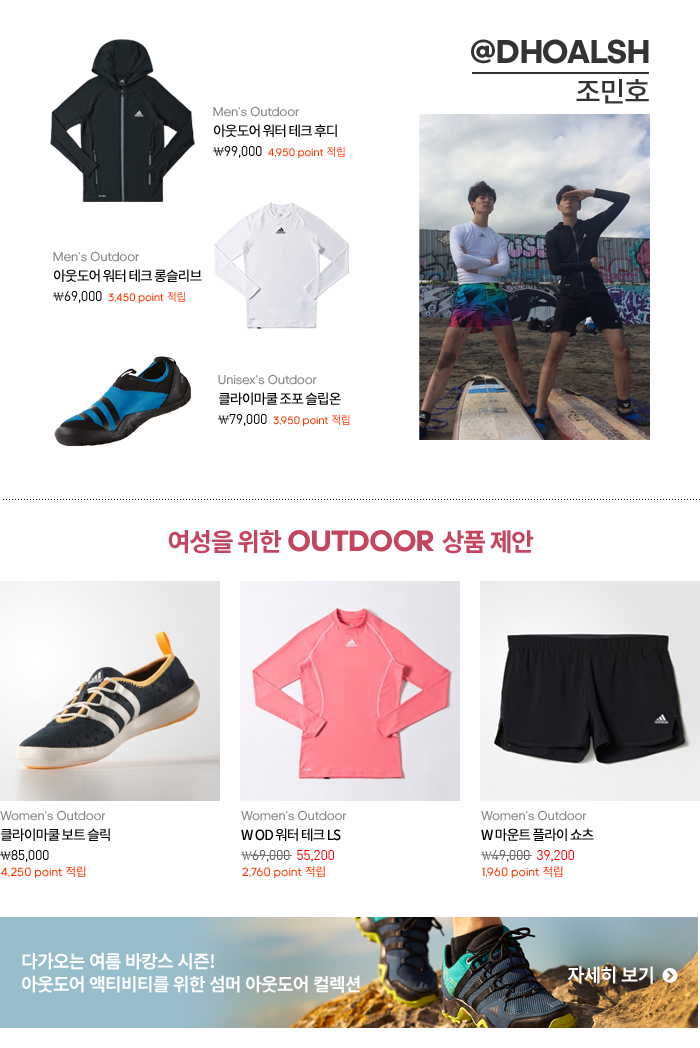 @DHOALSH
조민호
Men's Outdoor
아웃도어 워터 테크 후디
₩99,000 4,950 point 적립
Men's Outdoor
아웃도어 워터 테크 롱슬리브
₩69,000 3,450 point 적립
Unisex's Outdoor
클라이마쿨 조포 슬립온
₩79,000 3,950 point 적립
여성을 위한 OUTDOOR 상품 제안
Women's Outdoor
클라이마쿨 보트 슬릭
₩85,000
4,250 point 적립
Women's Outdoor
W OD 워터 테크 LS
₩69,000 55,200
2,760 point 적립
Women's Outdoor
W 마운트 플라이 쇼츠
₩49,000 39,200
1,960 point 적립
다가오는 여름 바캉스 시즌!
아웃도어 액티비티를 위한 섬머 아웃도어 컬렉션
자세히 보기